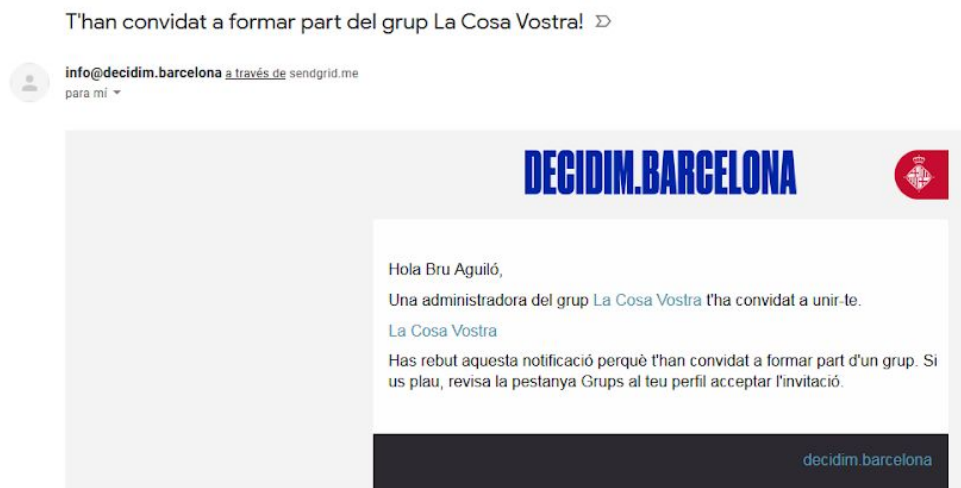 T'han convidat a formar part del grup La Cosa Vostra!
info@decidim.barcelona a través de sendgrid.me
para mí
DECIDIM.BARCELONA
Hola Bru Aguiló,
Una administradora del grup La Cosa Vostra t'ha convidat a unir-te.
La Cosa Vostra
Has rebut aquesta notificació perquè t'han convidat a formar part d'un grup. Si
us plau, revisa la pestanya Grups al teu perfil acceptar l'invitació.
decidim.barcelona